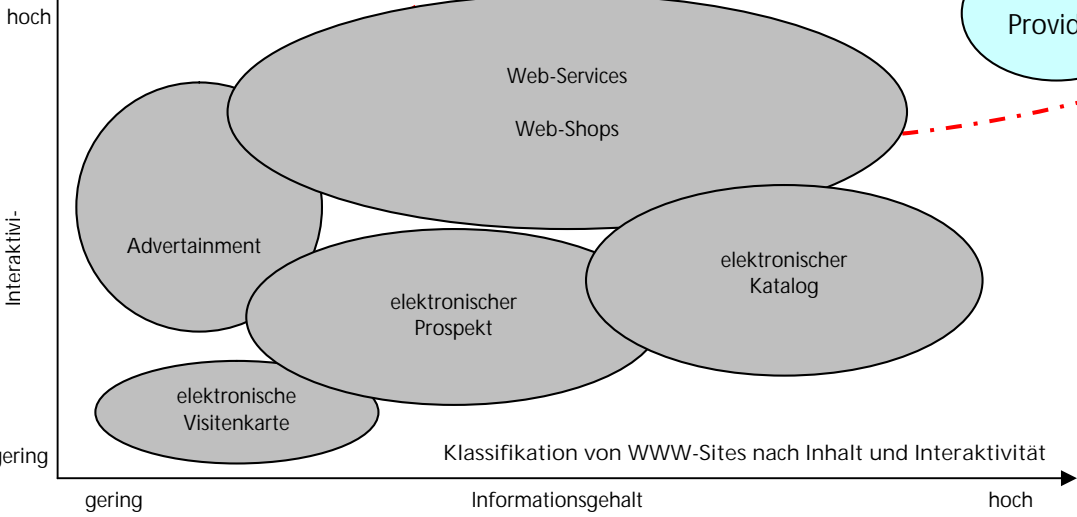 hoch
Provid
Web-Services
Web-Shops
Interaktivi-
Advertainment
elektronischer
Katalog
elektronischer
Prospekt
elektronische
Visitenkarte
gering
Klassifikation von WWW-Sites nach Inhalt und Interaktivität
gering
Informationsgehalt
hoch